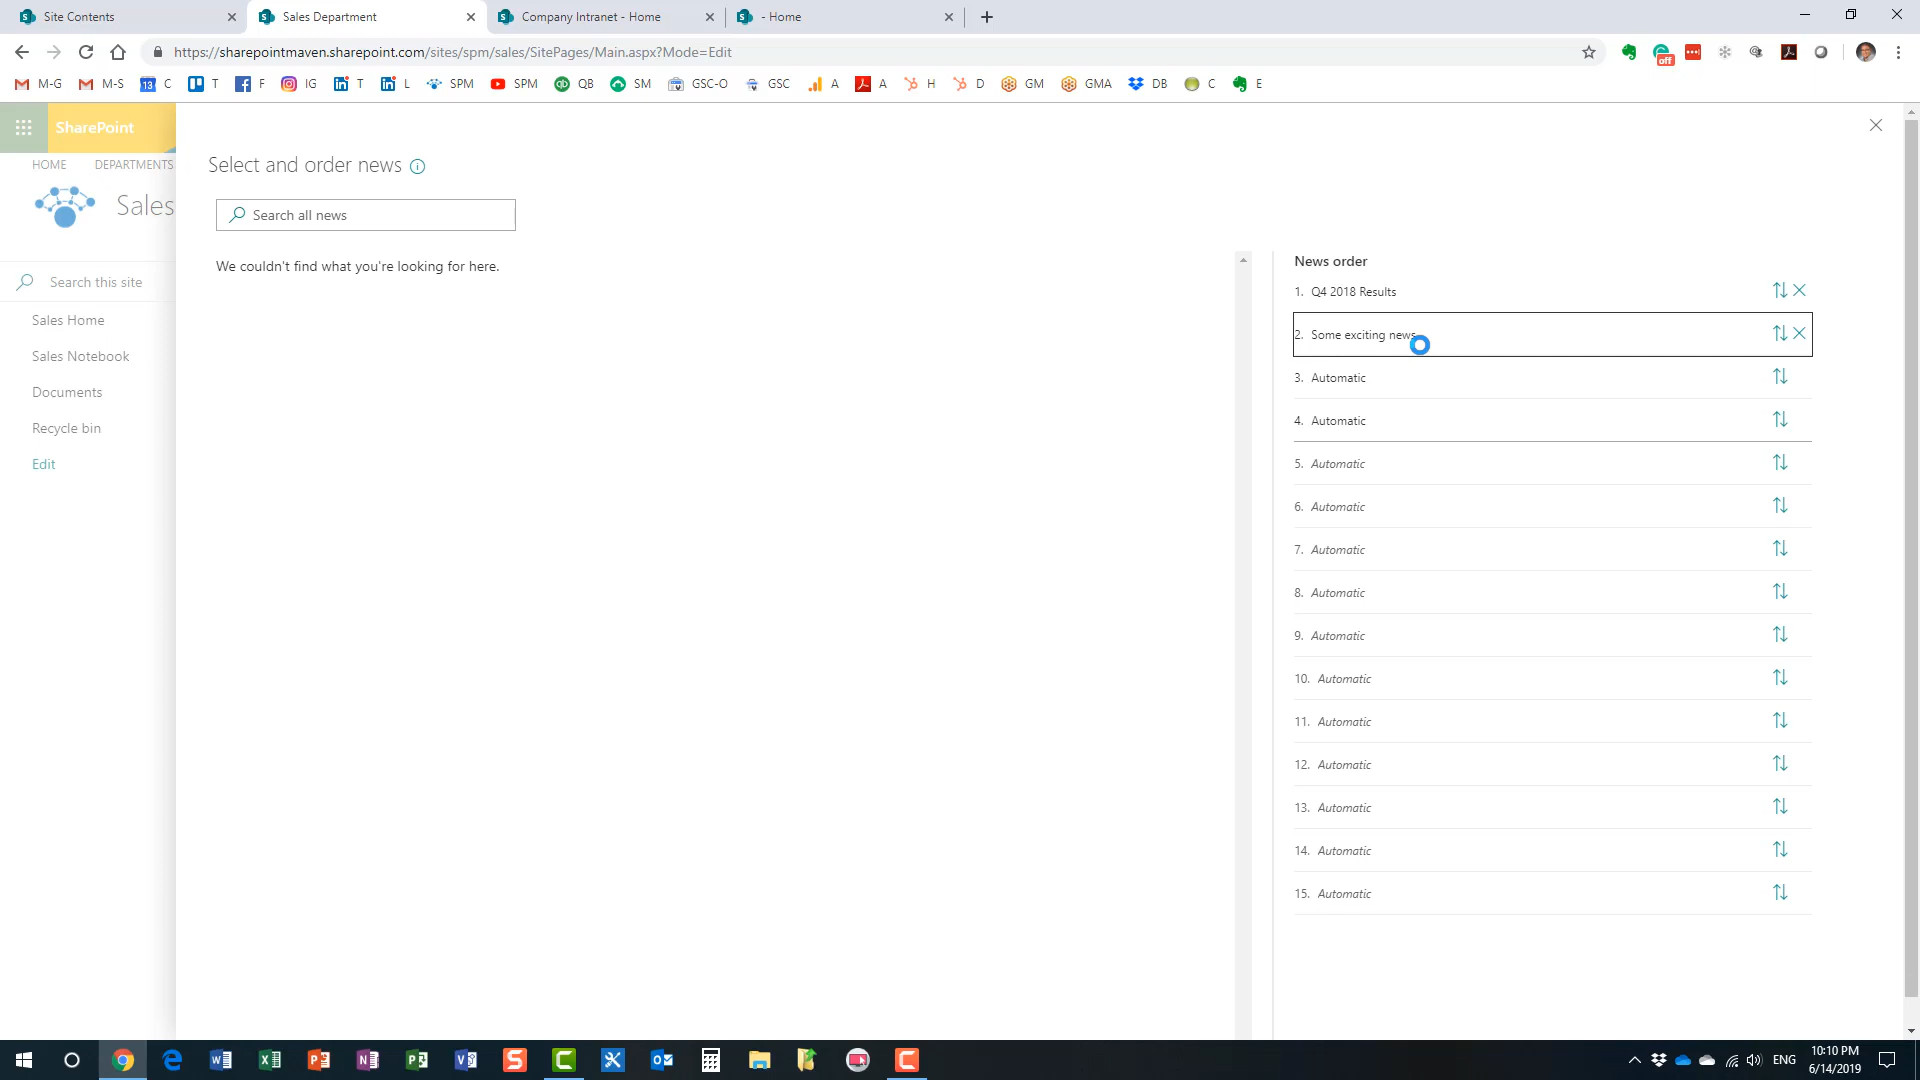 Site Contents
Sales Department
Company Intranet - Home
- Home
https://sharepointmaven.sharepoint.com/sites/spm/sales/SitePages/Main.aspx?Mode=Edit
off
M-G M-S 13 C T F IG T L SPM SPM QB SM GSC-O GSC A A H D GM GMA DB C E
SharePoint
HOME DEPARTMENTS
Sales
Search this site
Sales Home
Sales Notebook
Documents
Recycle bin
Edit
Select and order news
Search all news
We couldn't find what you're looking for here.
News order
1. Q4 2018 Results
2. Some exciting news
3. Automatic
4. Automatic
5. Automatic
6. Automatic
7. Automatic
8. Automatic
9. Automatic
10. Automatic
11. Automatic
12. Automatic
13. Automatic
14. Automatic
15. Automatic
ENG
10:10 PM
6/14/2019